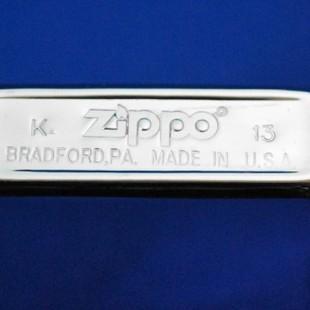 K Zippo 13
BRADFORD,PA. MADE IN U.S.A